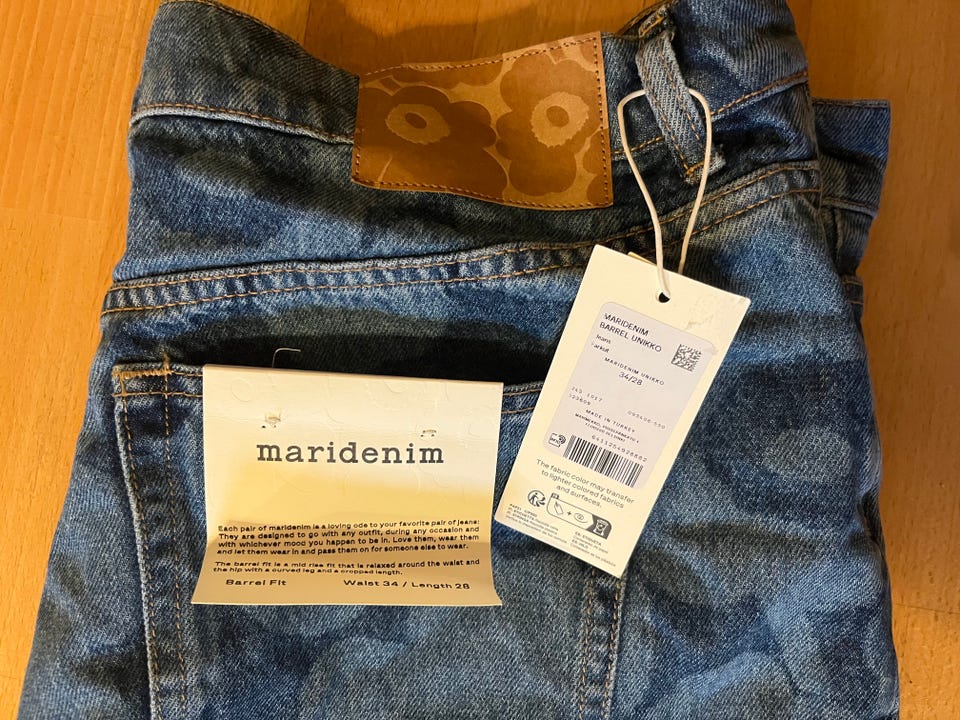 maridenim
Each pair of maridenim is a loving ode to your favorite pair of jeans:
They are designed to go with any outfit, during any occasion and
with whichever mood you happen to be in. Love them, wear them
and let them wear in and pass them on for someone else to wear.
The barrel fit is a mid rise fit that is relaxed around the waist and
the hip with a curved leg and a cropped length.
Barrel Fit Waist 34 / Length 28
MARIDENIM
BARREL UNIKKO
Jeans
Farkut
MARIDENIM UNIKKO
34/28
MADE IN TURKEY
6411254926862
The fabric color may transfer
to lighter colored fabrics
and surfaces.